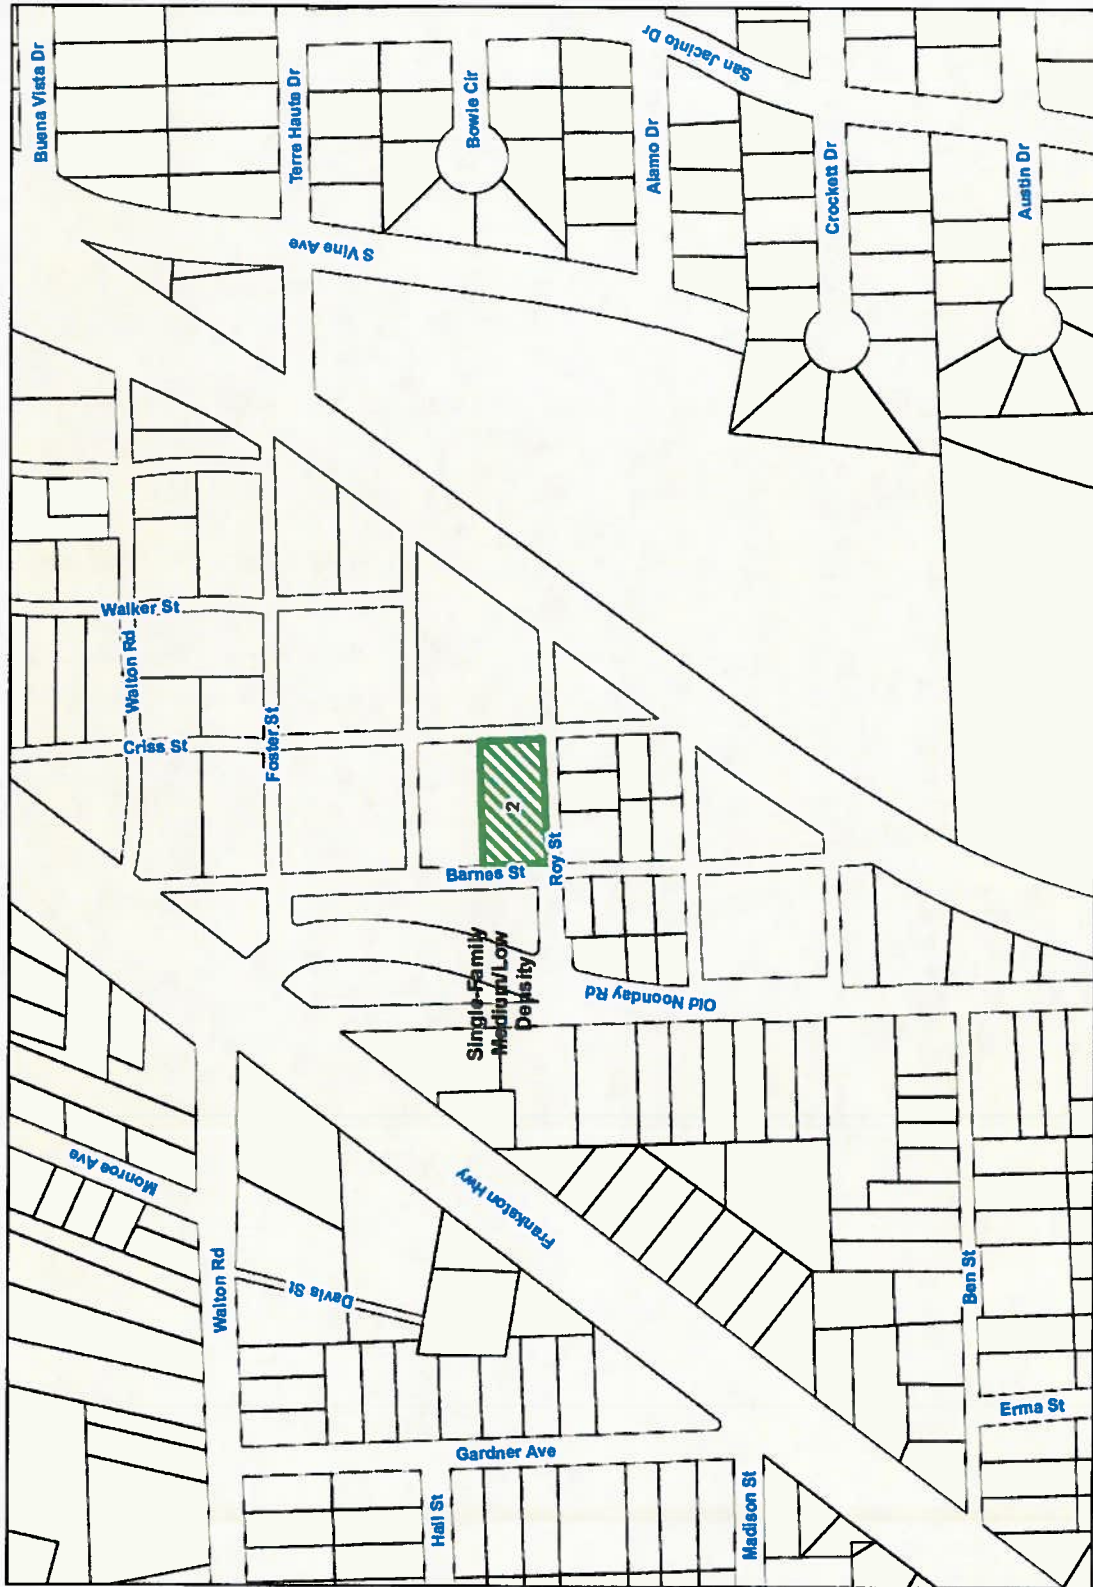 Buena Vista Dr
Terre Haute Dr
Bowie Cir
San Jacinto Dr
Alamo Dr
Crockett Dr
Austin Dr
S Vine Ave
Walker St
Walton Rd
Criss St
Foster St
2
Barnes St
Roy St
Single-Family
Medium/Low
Density
Old Noonday Rd
Monroe Ave
Frankston Hwy
Walton Rd
Davis St
Ben St
Erma St
Gardner Ave
Hail St
Madison St